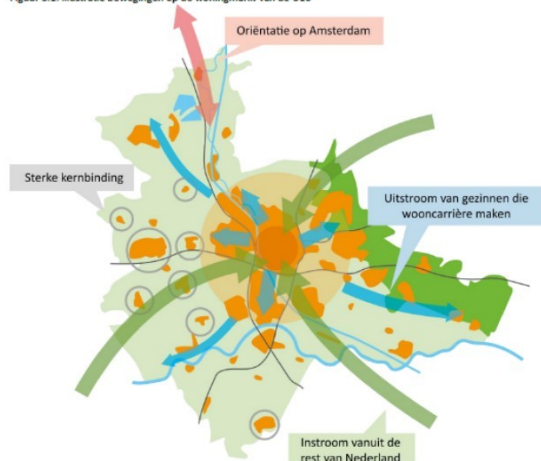 Oriëntatie op Amsterdam
Sterke kernbinding
Uitstroom van gezinnen die
wooncarrière maken
Instroom vanuit de
rest van Nederland